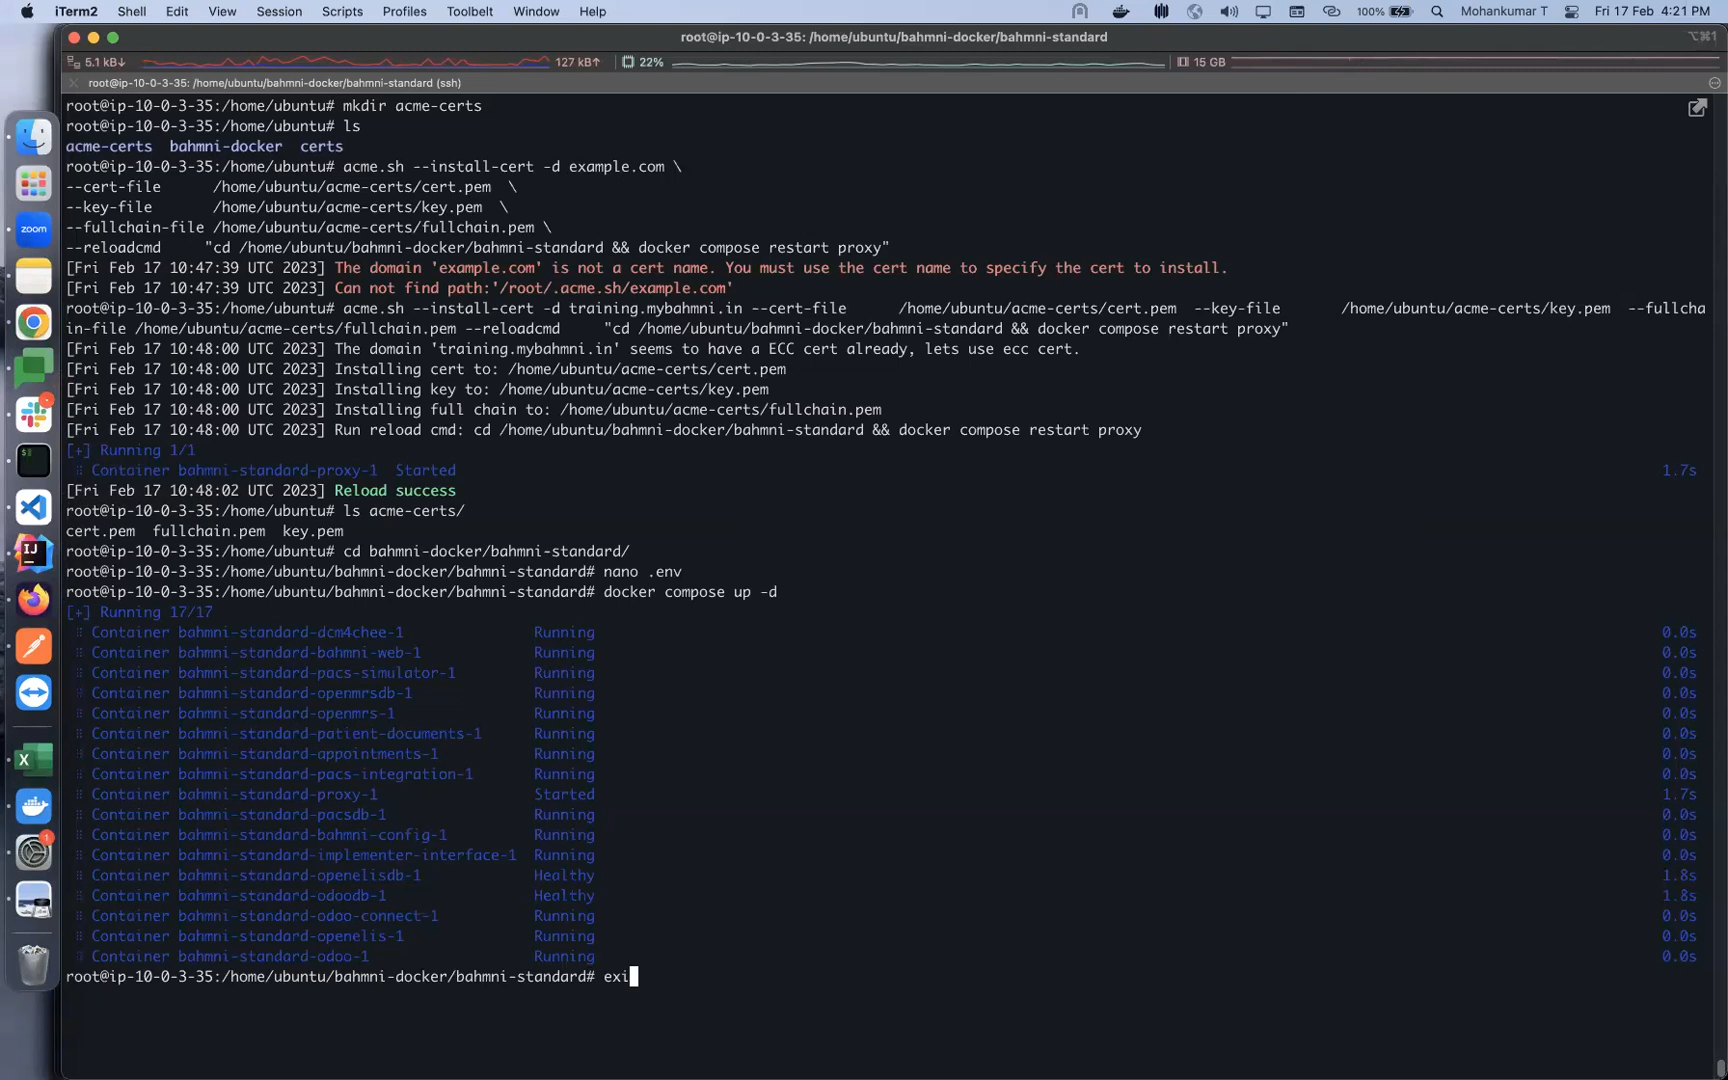 iTerm2 Shell Edit View Session Scripts Profiles Toolbelt Window Help 100% Mohankumar T Fri 17 Feb 4:21 PM
root@ip-10-0-3-35: /home/ubuntu/bahmni-docker/bahmni-standard ⌥⌘1
5.1 kB↓ 127 kB↑ 22% 15 GB
root@ip-10-0-3-35: /home/ubuntu/bahmni-docker/bahmni-standard (ssh)
root@ip-10-0-3-35:/home/ubuntu# mkdir acme-certs
root@ip-10-0-3-35:/home/ubuntu# ls
acme-certs bahmni-docker certs
root@ip-10-0-3-35:/home/ubuntu# acme.sh --install-cert -d example.com \
--cert-file /home/ubuntu/acme-certs/cert.pem \
--key-file /home/ubuntu/acme-certs/key.pem \
--fullchain-file /home/ubuntu/acme-certs/fullchain.pem \
--reloadcmd "cd /home/ubuntu/bahmni-docker/bahmni-standard && docker compose restart proxy"
[Fri Feb 17 10:47:39 UTC 2023] The domain 'example.com' is not a cert name. You must use the cert name to specify the cert to install.
[Fri Feb 17 10:47:39 UTC 2023] Can not find path:'/root/.acme.sh/example.com'
root@ip-10-0-3-35:/home/ubuntu# acme.sh --install-cert -d training.mybahmni.in --cert-file /home/ubuntu/acme-certs/cert.pem --key-file /home/ubuntu/acme-certs/key.pem --fullcha
in-file /home/ubuntu/acme-certs/fullchain.pem --reloadcmd "cd /home/ubuntu/bahmni-docker/bahmni-standard && docker compose restart proxy"
[Fri Feb 17 10:48:00 UTC 2023] The domain 'training.mybahmni.in' seems to have a ECC cert already, lets use ecc cert.
[Fri Feb 17 10:48:00 UTC 2023] Installing cert to: /home/ubuntu/acme-certs/cert.pem
[Fri Feb 17 10:48:00 UTC 2023] Installing key to: /home/ubuntu/acme-certs/key.pem
[Fri Feb 17 10:48:00 UTC 2023] Installing full chain to: /home/ubuntu/acme-certs/fullchain.pem
[Fri Feb 17 10:48:00 UTC 2023] Run reload cmd: cd /home/ubuntu/bahmni-docker/bahmni-standard && docker compose restart proxy
[+] Running 1/1
⠿ Container bahmni-standard-proxy-1 Started 1.7s
[Fri Feb 17 10:48:02 UTC 2023] Reload success
root@ip-10-0-3-35:/home/ubuntu# ls acme-certs/
cert.pem fullchain.pem key.pem
root@ip-10-0-3-35:/home/ubuntu# cd bahmni-docker/bahmni-standard/
root@ip-10-0-3-35:/home/ubuntu/bahmni-docker/bahmni-standard# nano .env
root@ip-10-0-3-35:/home/ubuntu/bahmni-docker/bahmni-standard# docker compose up -d
[+] Running 17/17
⠿ Container bahmni-standard-dcm4chee-1 Running 0.0s
⠿ Container bahmni-standard-bahmni-web-1 Running 0.0s
⠿ Container bahmni-standard-pacs-simulator-1 Running 0.0s
⠿ Container bahmni-standard-openmrsdb-1 Running 0.0s
⠿ Container bahmni-standard-openmrs-1 Running 0.0s
⠿ Container bahmni-standard-patient-documents-1 Running 0.0s
⠿ Container bahmni-standard-appointments-1 Running 0.0s
⠿ Container bahmni-standard-pacs-integration-1 Running 0.0s
⠿ Container bahmni-standard-proxy-1 Started 1.7s
⠿ Container bahmni-standard-pacsdb-1 Running 0.0s
⠿ Container bahmni-standard-bahmni-config-1 Running 0.0s
⠿ Container bahmni-standard-implementer-interface-1 Running 0.0s
⠿ Container bahmni-standard-openelisdb-1 Healthy 1.8s
⠿ Container bahmni-standard-odoodb-1 Healthy 1.8s
⠿ Container bahmni-standard-odoo-connect-1 Running 0.0s
⠿ Container bahmni-standard-openelis-1 Running 0.0s
⠿ Container bahmni-standard-odoo-1 Running 0.0s
root@ip-10-0-3-35:/home/ubuntu/bahmni-docker/bahmni-standard# exi
zoom
IJ
X
1